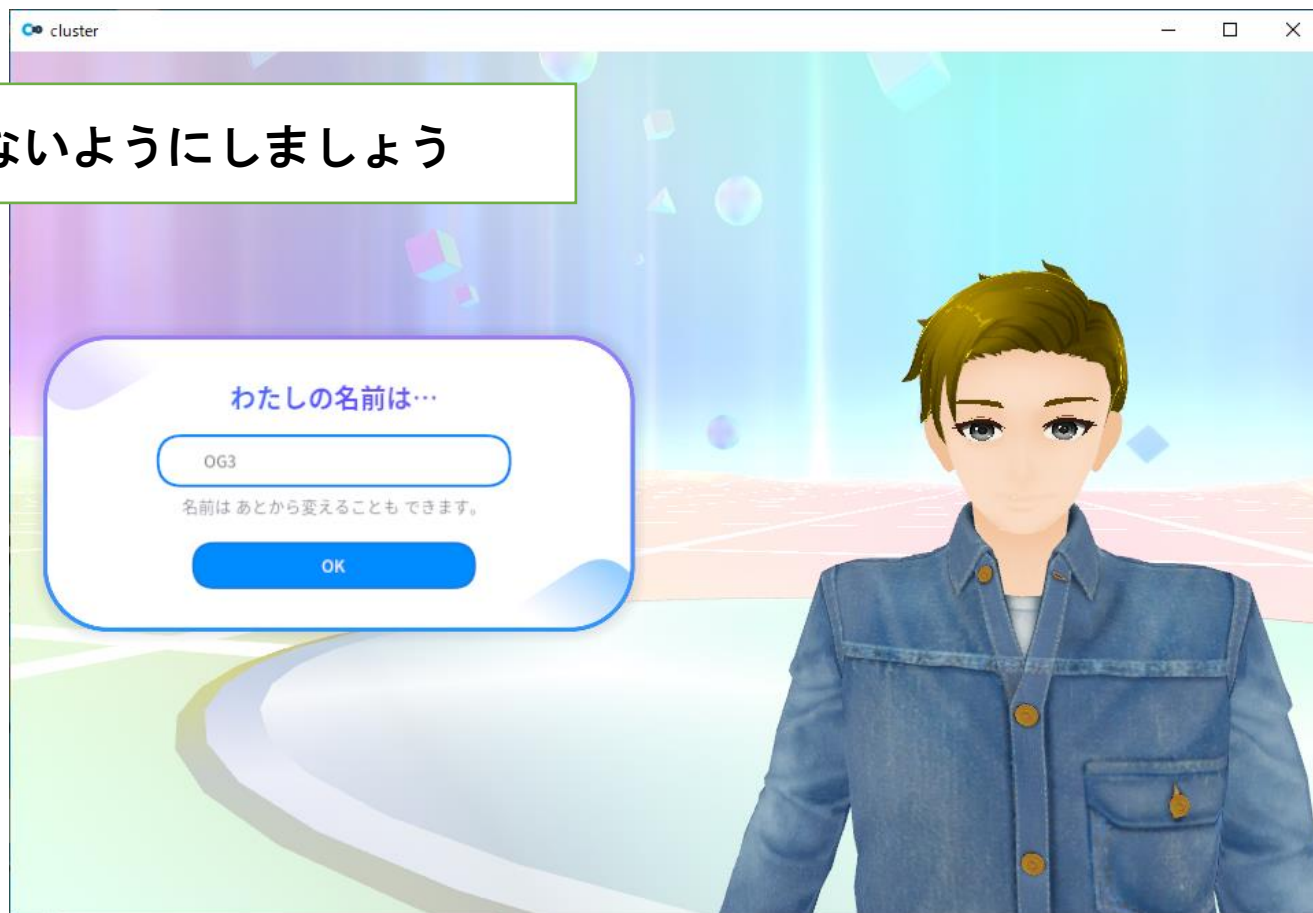 cluster
ないようにしましょう
わたしの名前は…
OG3
名前は あとから変えることも できます。
OK